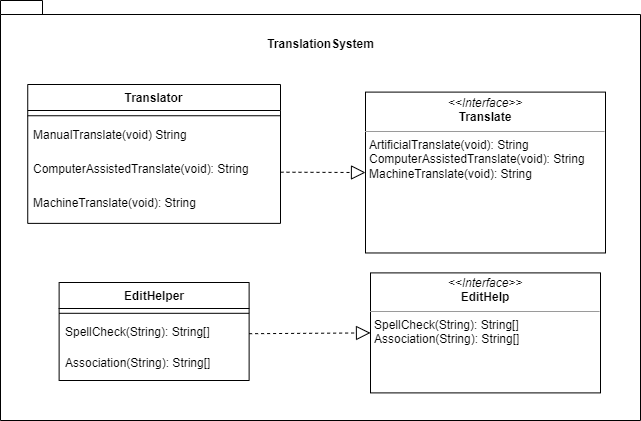 TranslationSystem
Translator
ManualTranslate(void) String
ComputerAssistedTranslate(void): String
MachineTranslate(void): String
<<Interface>>
Translate
ArtificialTranslate(void): String
ComputerAssistedTranslate(void): String
MachineTranslate(void): String
EditHelper
SpellCheck(String): String[]
Association(String): String[]
<<Interface>>
EditHelp
SpellCheck(String): String[]
Association(String): String[]